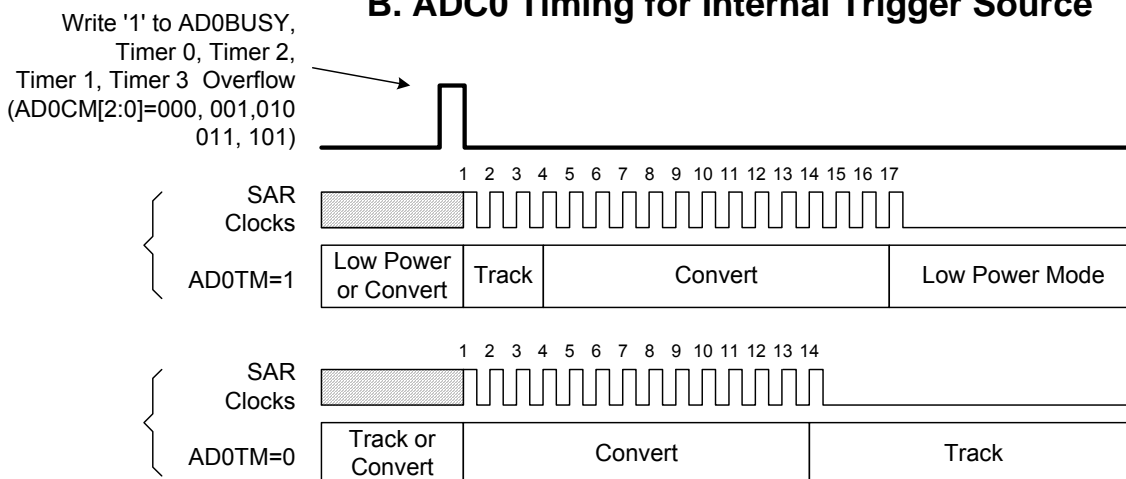 B. ADC0 Timing for Internal Trigger Source
Write '1' to AD0BUSY,
Timer 0, Timer 2,
Timer 1, Timer 3 Overflow
(AD0CM[2:0]=000, 001,010
011, 101)
1 2 3 4 5 6 7 8 9 10 11 12 13 14 15 16 17
SAR
Clocks
AD0TM=1
Low Power
or Convert
Track
Convert
Low Power Mode
1 2 3 4 5 6 7 8 9 10 11 12 13 14
SAR
Clocks
AD0TM=0
Track or
Convert
Convert
Track